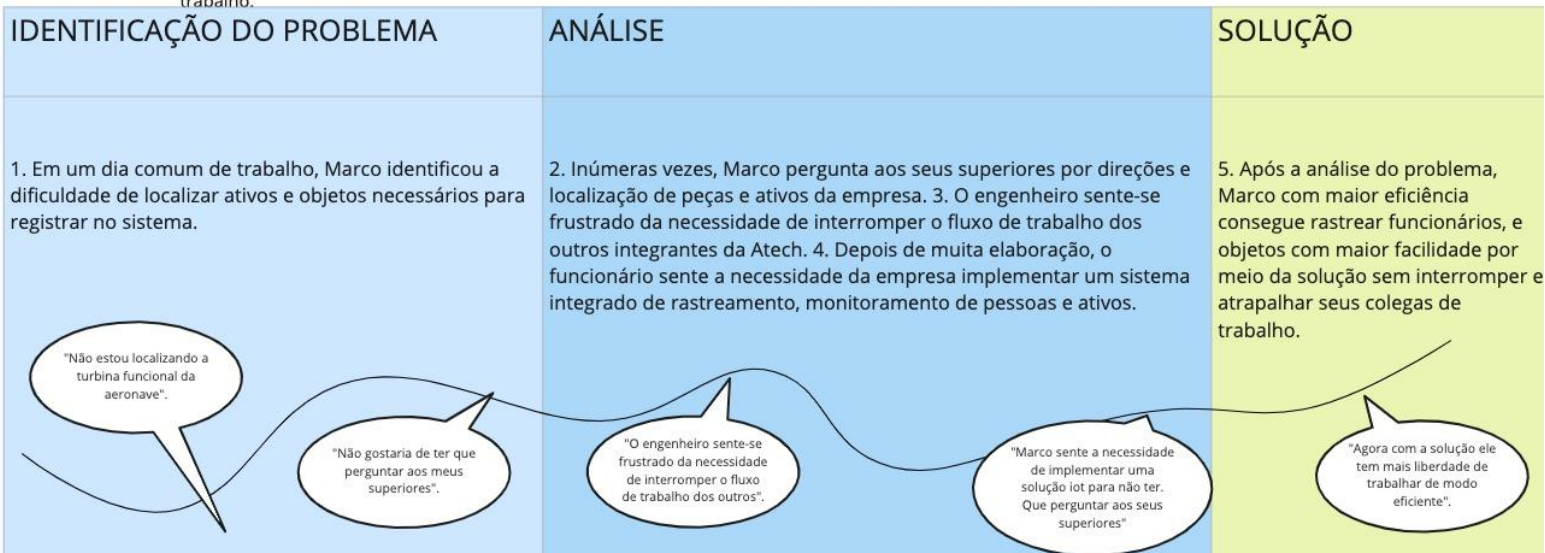 trabalho.
IDENTIFICAÇÃO DO PROBLEMA
ANÁLISE
SOLUÇÃO
1. Em um dia comum de trabalho, Marco identificou a
dificuldade de localizar ativos e objetos necessários para
registrar no sistema.
2. Inúmeras vezes, Marco pergunta aos seus superiores por direções e
localização de peças e ativos da empresa. 3. O engenheiro sente-se
frustrado da necessidade de interromper o fluxo de trabalho dos
outros integrantes da Atech. 4. Depois de muita elaboração, o
funcionário sente a necessidade da empresa implementar um sistema
integrado de rastreamento, monitoramento de pessoas e ativos.
5. Após a análise do problema,
Marco com maior eficiência
consegue rastrear funcionários, e
objetos com maior facilidade por
meio da solução sem interromper e
atrapalhar seus colegas de
trabalho.
"Não estou localizando a
turbina funcional da
aeronave".
"Não gostaria de ter que
perguntar aos meus
superiores".
"O engenheiro sente-se
frustrado da necessidade
de interromper o fluxo
de trabalho dos outros".
"Marco sente a necessidade
de implementar uma
solução iot para não ter.
Que perguntar aos seus
superiores"
"Agora com a solução ele
tem mais liberdade de
trabalhar de modo
eficiente".